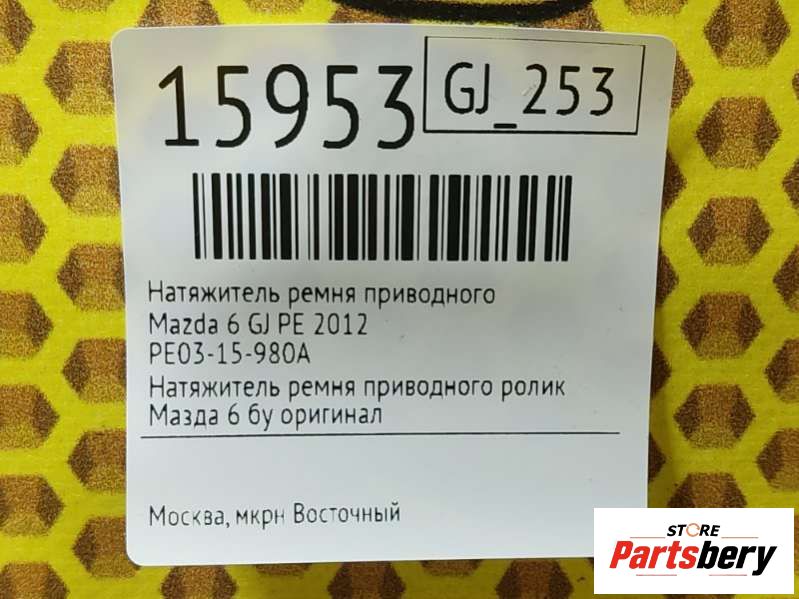 15953
GJ_253
Натяжитель ремня приводного
Mazda 6 GJ PE 2012
PE03-15-980A
Натяжитель ремня приводного ролик
Мазда 6 бу оригинал
Москва, мкрн Восточный
STORE
Partsbery